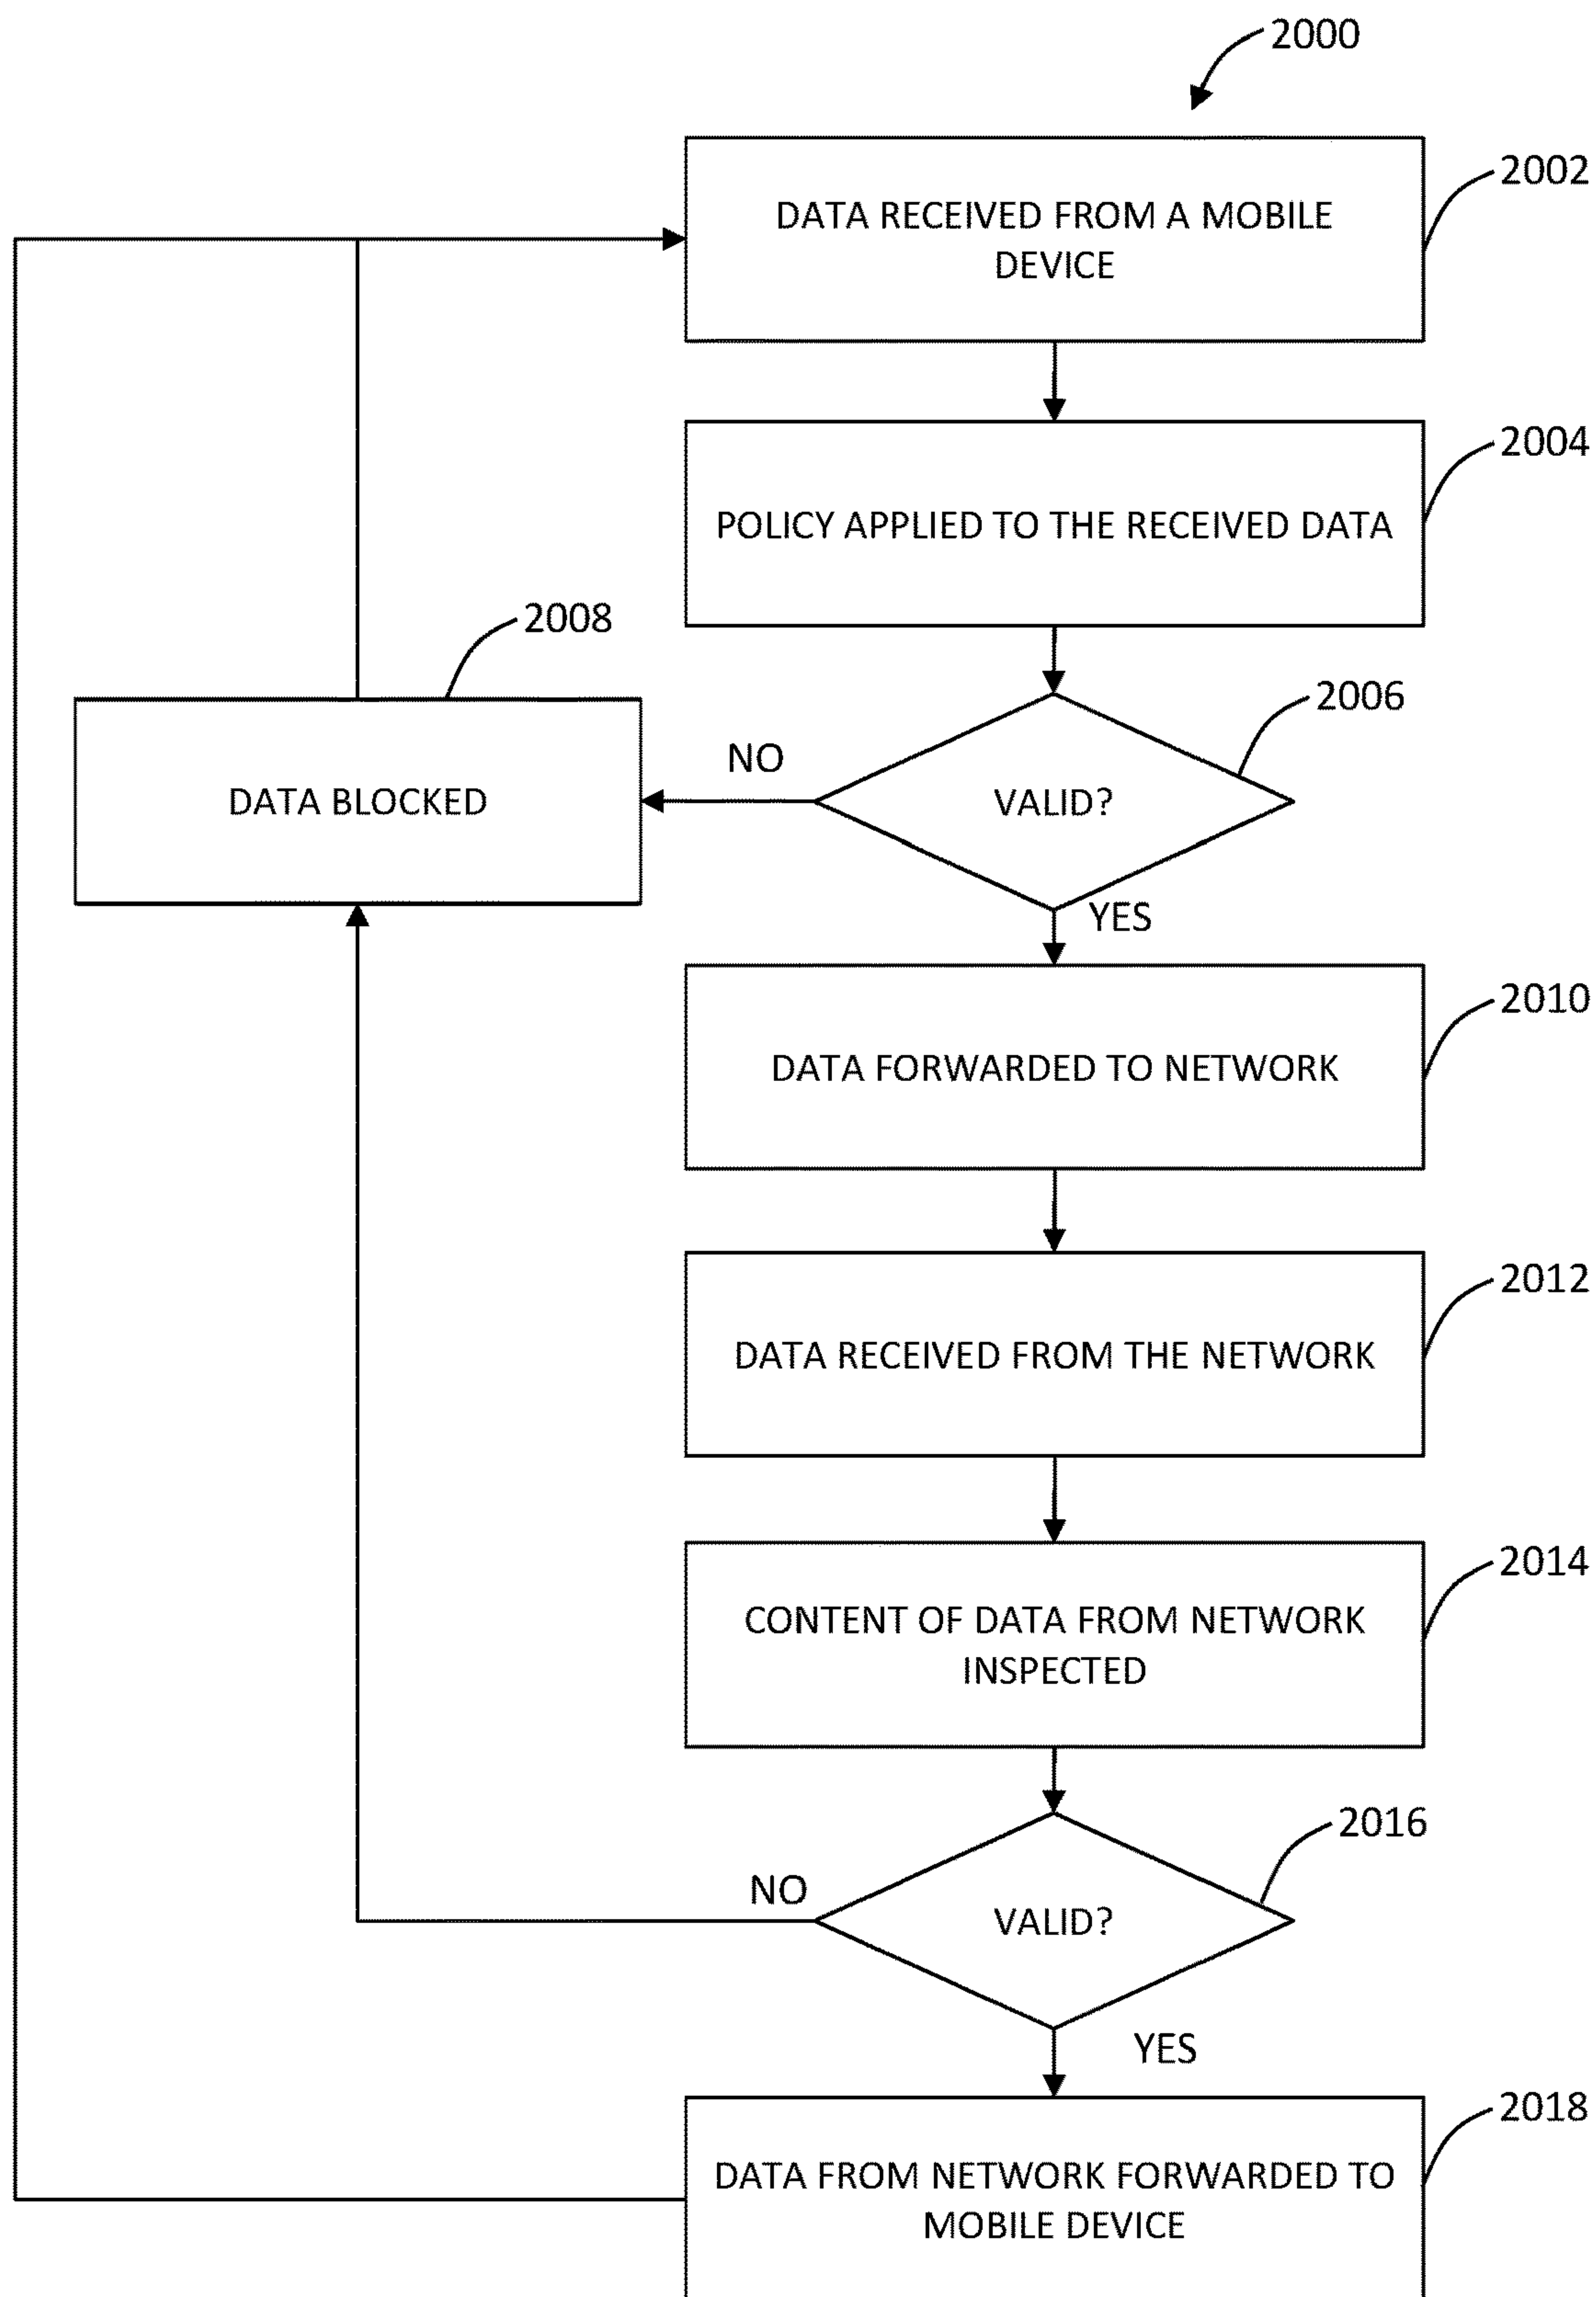 2000
2002
DATA RECEIVED FROM A MOBILE
DEVICE
2004
POLICY APPLIED TO THE RECEIVED DATA
2008
2006
NO
DATA BLOCKED
VALID?
YES
2010
DATA FORWARDED TO NETWORK
2012
DATA RECEIVED FROM THE NETWORK
2014
CONTENT OF DATA FROM NETWORK
INSPECTED
2016
NO
VALID?
YES
2018
DATA FROM NETWORK FORWARDED TO
MOBILE DEVICE